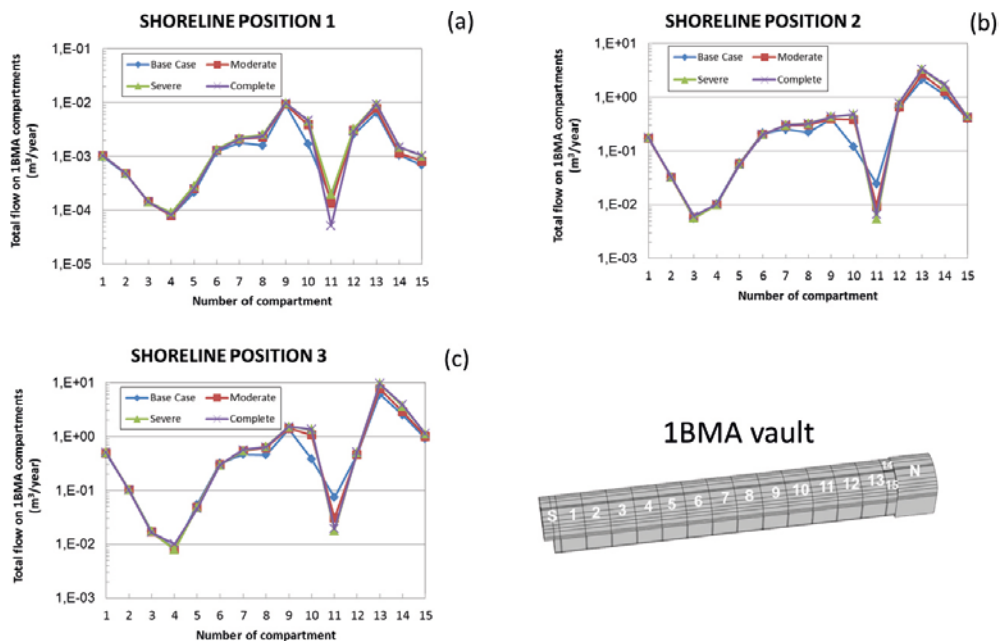 SHORELINE POSITION 1
(a)
Total flow on 1BMA compartments
(m³/year)
1,E-01
1,E-02
1,E-03
1,E-04
1,E-05
Base Case Moderate
Severe Complete
1 2 3 4 5 6 7 8 9 10 11 12 13 14 15
Number of compartment
SHORELINE POSITION 2
(b)
Total flow on 1BMA compartments
(m³/year)
1,E+01
1,E+00
1,E-01
1,E-02
1,E-03
Base Case Moderate
Severe Complete
1 2 3 4 5 6 7 8 9 10 11 12 13 14 15
Number of compartment
SHORELINE POSITION 3
(c)
Total flow on 1BMA compartments
(m³/year)
1,E+01
1,E+00
1,E-01
1,E-02
1,E-03
Base Case Moderate
Severe Complete
1 2 3 4 5 6 7 8 9 10 11 12 13 14 15
Number of compartment
1BMA vault
S 1 2 3 4 5 6 7 8 9 10 11 12 13 14 15 N